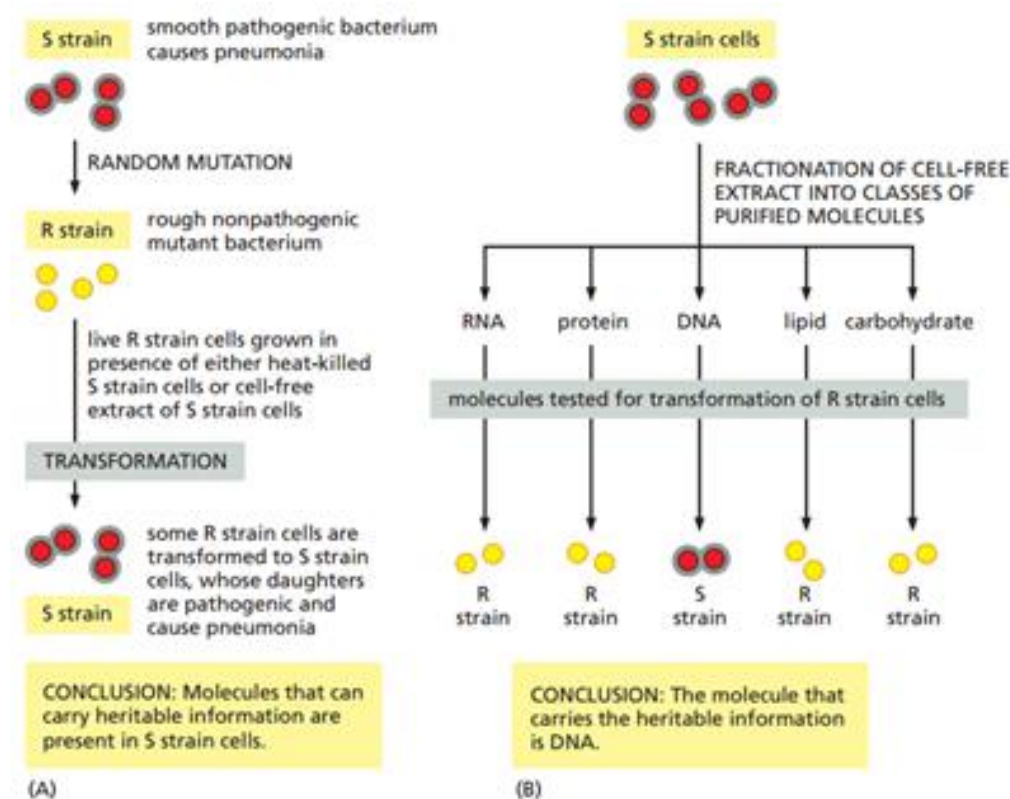 S strain
smooth pathogenic bacterium
causes pneumonia
RANDOM MUTATION
R strain
rough nonpathogenic
mutant bacterium
live R strain cells grown in
presence of either heat-killed
S strain cells or cell-free
extract of S strain cells
TRANSFORMATION
some R strain cells are
transformed to S strain
cells, whose daughters
are pathogenic and
cause pneumonia
S strain
CONCLUSION: Molecules that can
carry heritable information are
present in S strain cells.
(A)
S strain cells
FRACTIONATION OF CELL-FREE
EXTRACT INTO CLASSES OF
PURIFIED MOLECULES
RNA protein DNA lipid carbohydrate
molecules tested for transformation of R strain cells
R R S R R
strain strain strain strain strain
CONCLUSION: The molecule that
carries the heritable information
is DNA.
(B)